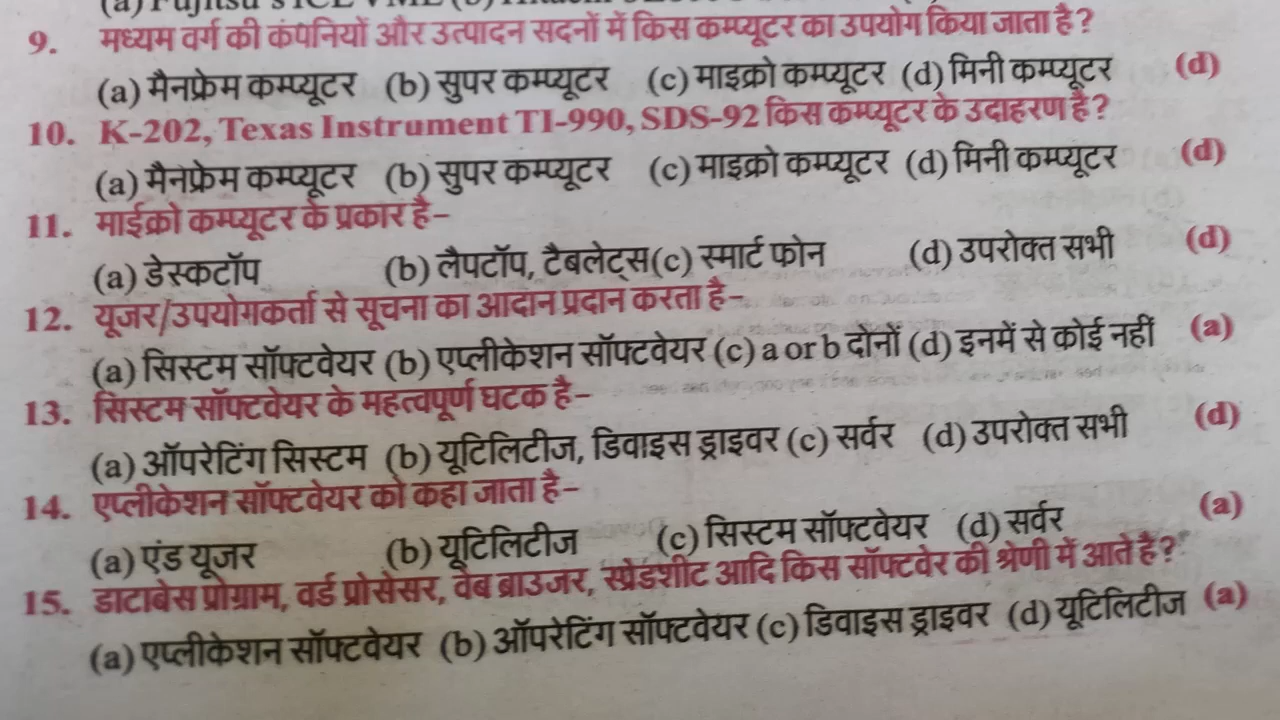 (a) Fujitsu's ICL VME (b)
9. मध्यम वर्ग की कंपनियों और उत्पादन सदनों में किस कम्प्यूटर का उपयोग किया जाता है?
(a) मैनफ्रेम कम्प्यूटर (b) सुपर कम्प्यूटर (c) माइक्रो कम्प्यूटर (d) मिनी कम्प्यूटर (d)
10. K-202, Texas Instrument TI-990, SDS-92 किस कम्प्यूटर के उदाहरण है?
(a) मैनफ्रेम कम्प्यूटर (b) सुपर कम्प्यूटर (c) माइक्रो कम्प्यूटर (d) मिनी कम्प्यूटर (d)
11. माईक्रो कम्प्यूटर के प्रकार है–
(a) डेस्कटॉप (b) लैपटॉप, टैबलेट्स (c) स्मार्ट फोन (d) उपरोक्त सभी (d)
12. यूजर/उपयोगकर्ता से सूचना का आदान प्रदान करता है–
(a) सिस्टम सॉफ्टवेयर (b) एप्लीकेशन सॉफ्टवेयर (c) a or b दोनों (d) इनमें से कोई नहीं (a)
13. सिस्टम सॉफ्टवेयर के महत्वपूर्ण घटक है–
(a) ऑपरेटिंग सिस्टम (b) यूटिलिटीज, डिवाइस ड्राइवर (c) सर्वर (d) उपरोक्त सभी (d)
14. एप्लीकेशन सॉफ्टवेयर को कहा जाता है–
(a) एंड यूजर (b) यूटिलिटीज (c) सिस्टम सॉफ्टवेयर (d) सर्वर (a)
15. डाटाबेस प्रोग्राम, वर्ड प्रोसेसर, वेब ब्राउजर, स्प्रेडशीट आदि किस सॉफ्टवेर की श्रेणी में आते है?
(a) एप्लीकेशन सॉफ्टवेयर (b) ऑपरेटिंग सॉफ्टवेयर (c) डिवाइस ड्राइवर (d) यूटिलिटीज (a)